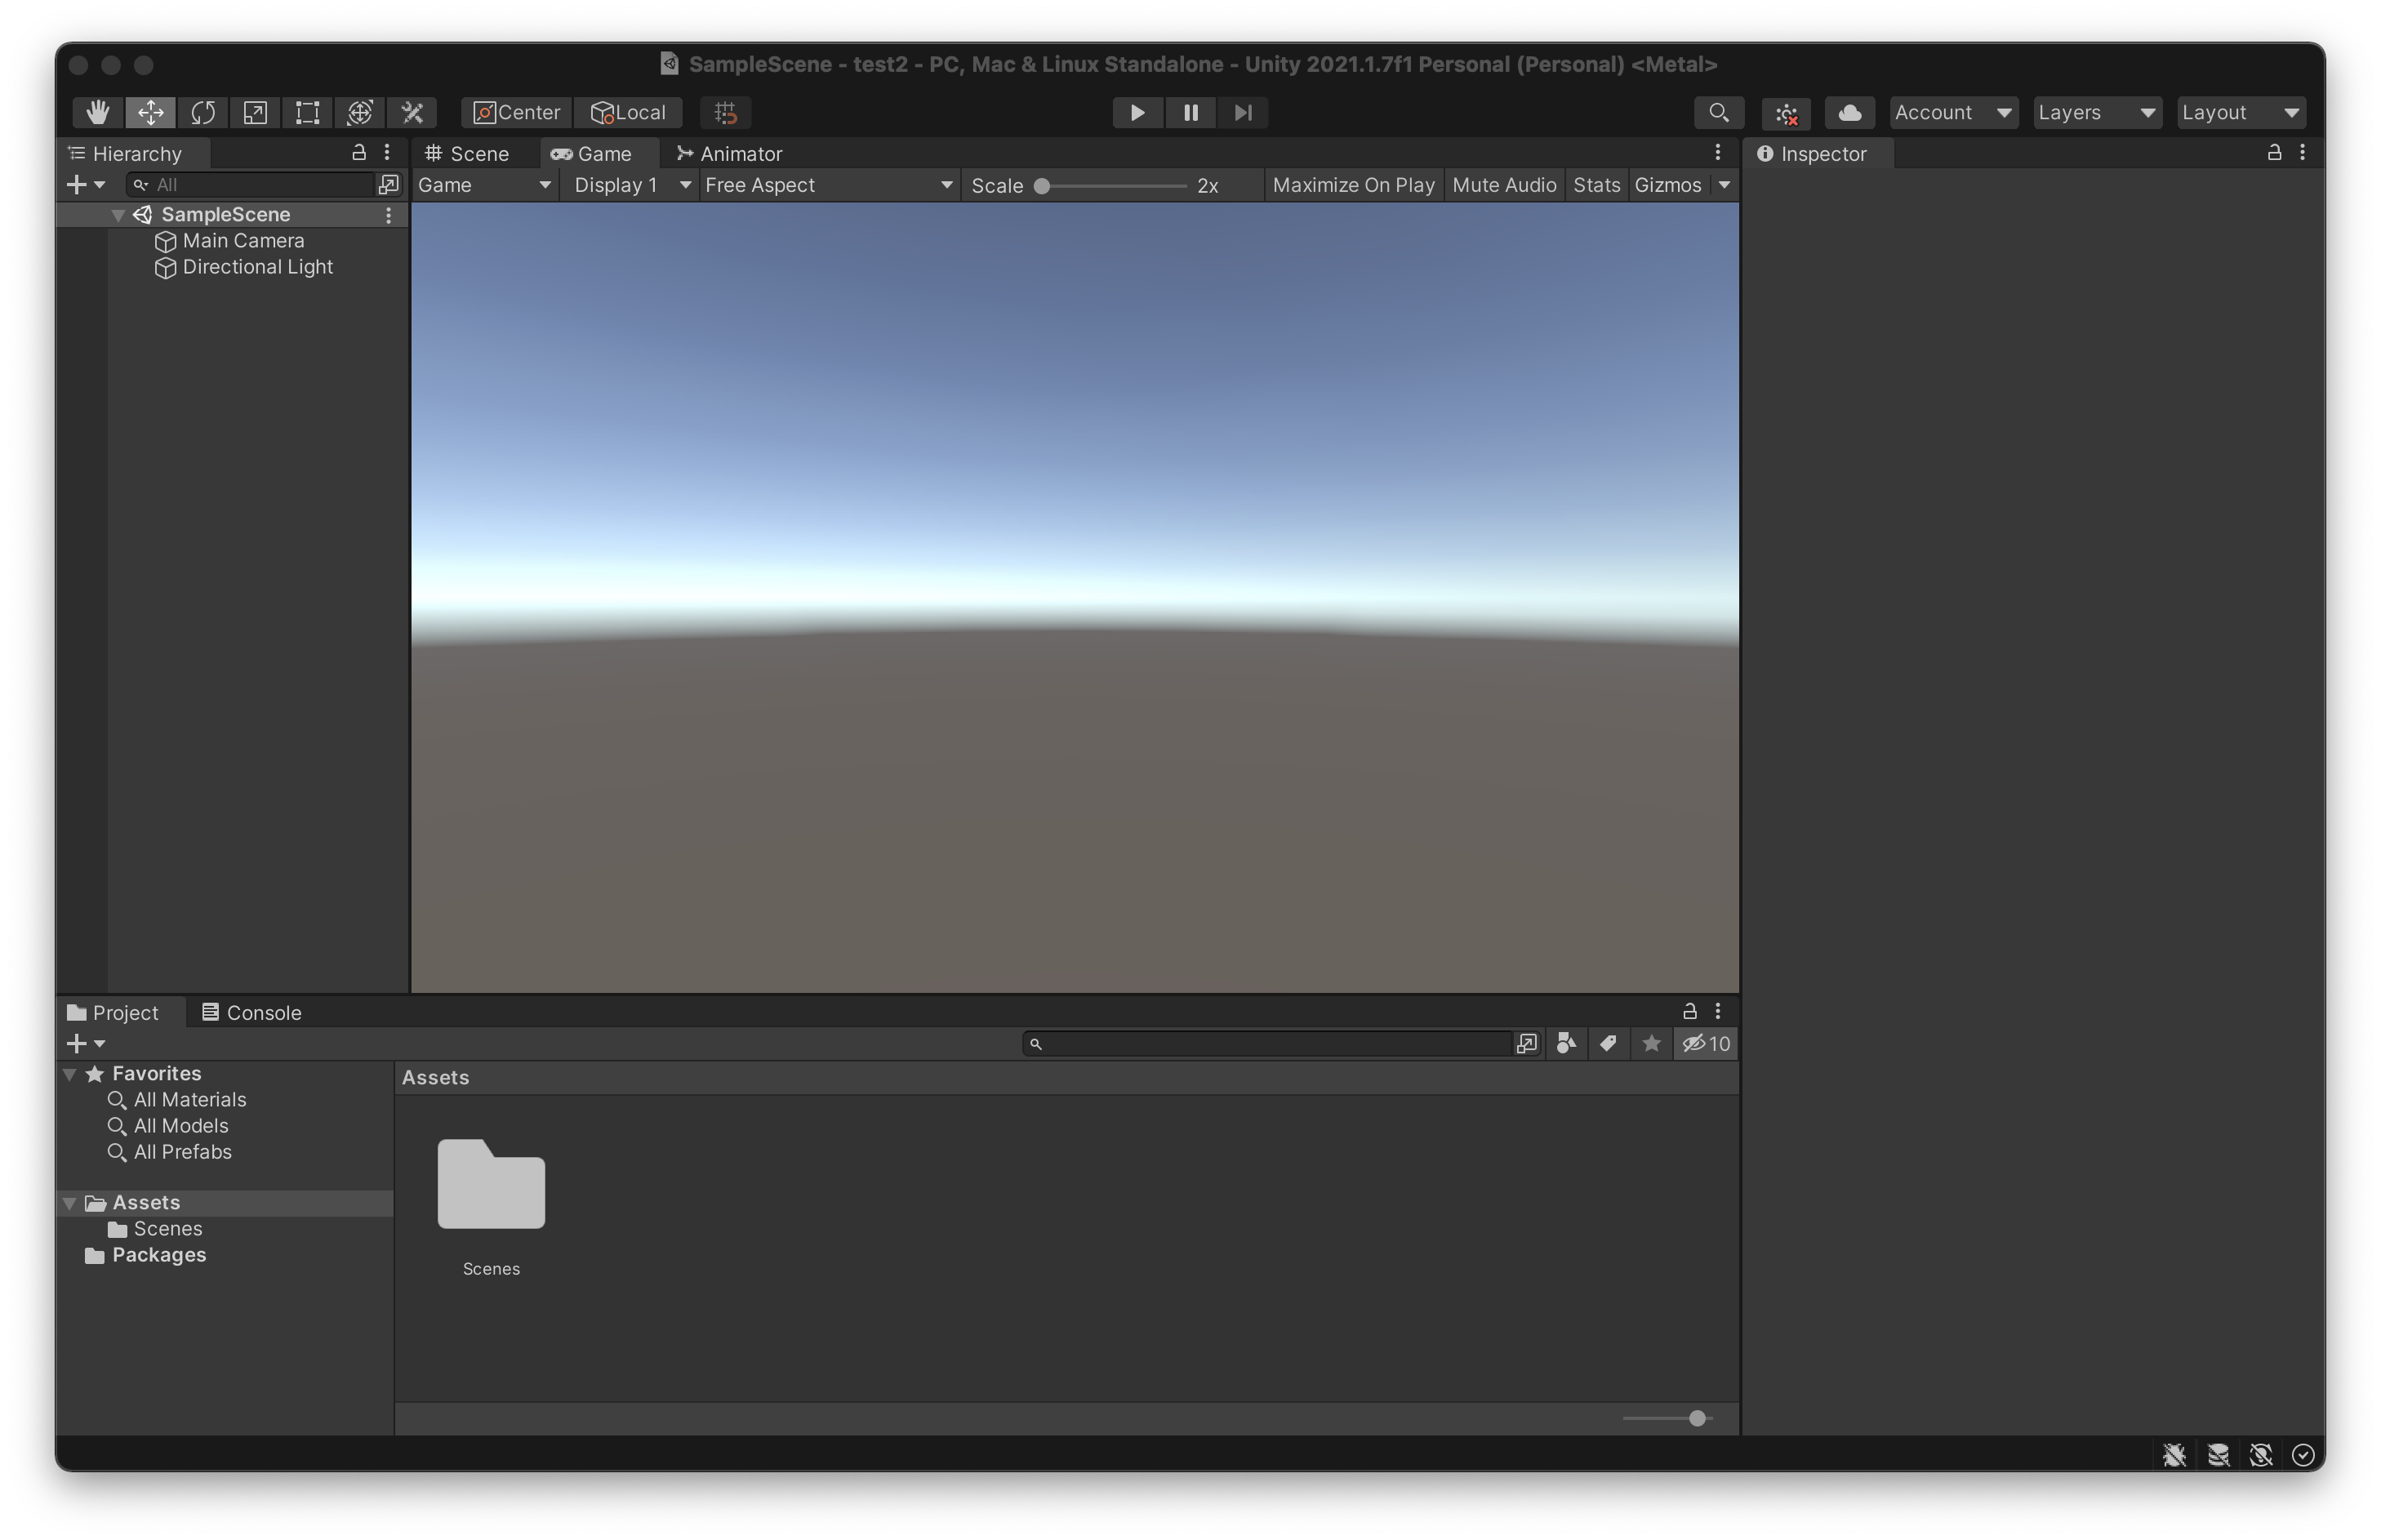 SampleScene - test2 - PC, Mac & Linux Standalone - Unity 2021.1.7f1 Personal (Personal) <Metal>
Center Local Account Layers Layout
Hierarchy
All
SampleScene
Main Camera
Directional Light
Scene Game Animator
Game Display 1 Free Aspect Scale 2x Maximize On Play Mute Audio Stats Gizmos
Inspector
Project Console
10
Favorites
All Materials
All Models
All Prefabs
Assets
Scenes
Packages
Assets
Scenes